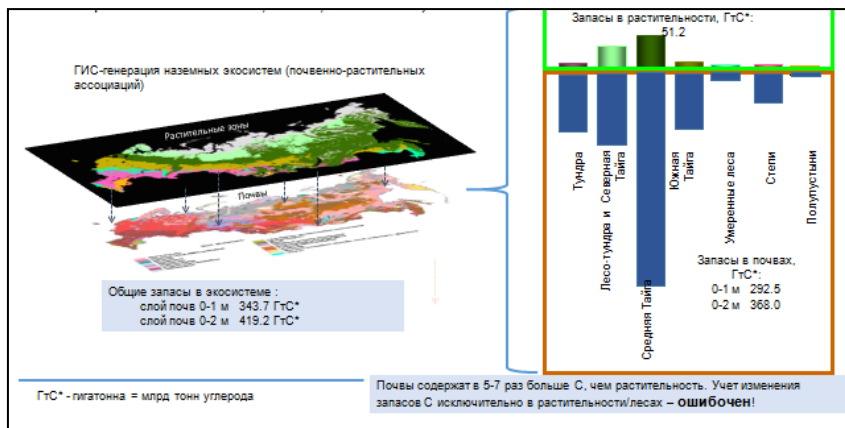 ГИС-генерация наземных экосистем (почвенно-растительных
ассоциаций)
Растительные зоны
Почвы
Общие запасы в экосистеме :
слой почв 0-1 м 343.7 ГтС*
слой почв 0-2 м 419.2 ГтС*
ГтС* - гигатонна = млрд тонн углерода
Запасы в растительности, ГтС*:
51.2
Тундра
Лесо-тундра и Северная
Тайга
Средняя Тайга
Южная
Тайга
Умеренные леса
Степи
Полупустыни
Запасы в почвах,
ГтС*:
0-1 м 292.5
0-2 м 368.0
Почвы содержат в 5-7 раз больше С, чем растительность. Учет изменения
запасов С исключительно в растительности/лесах – ошибочен!